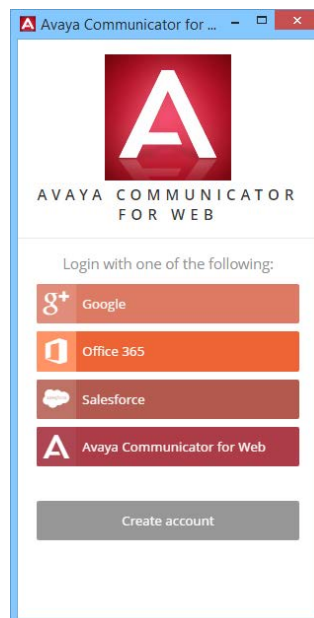 Avaya Communicator for ...
AVAYA COMMUNICATOR
FOR WEB
Login with one of the following:
g+ Google
Office 365
Salesforce
Avaya Communicator for Web
Create account